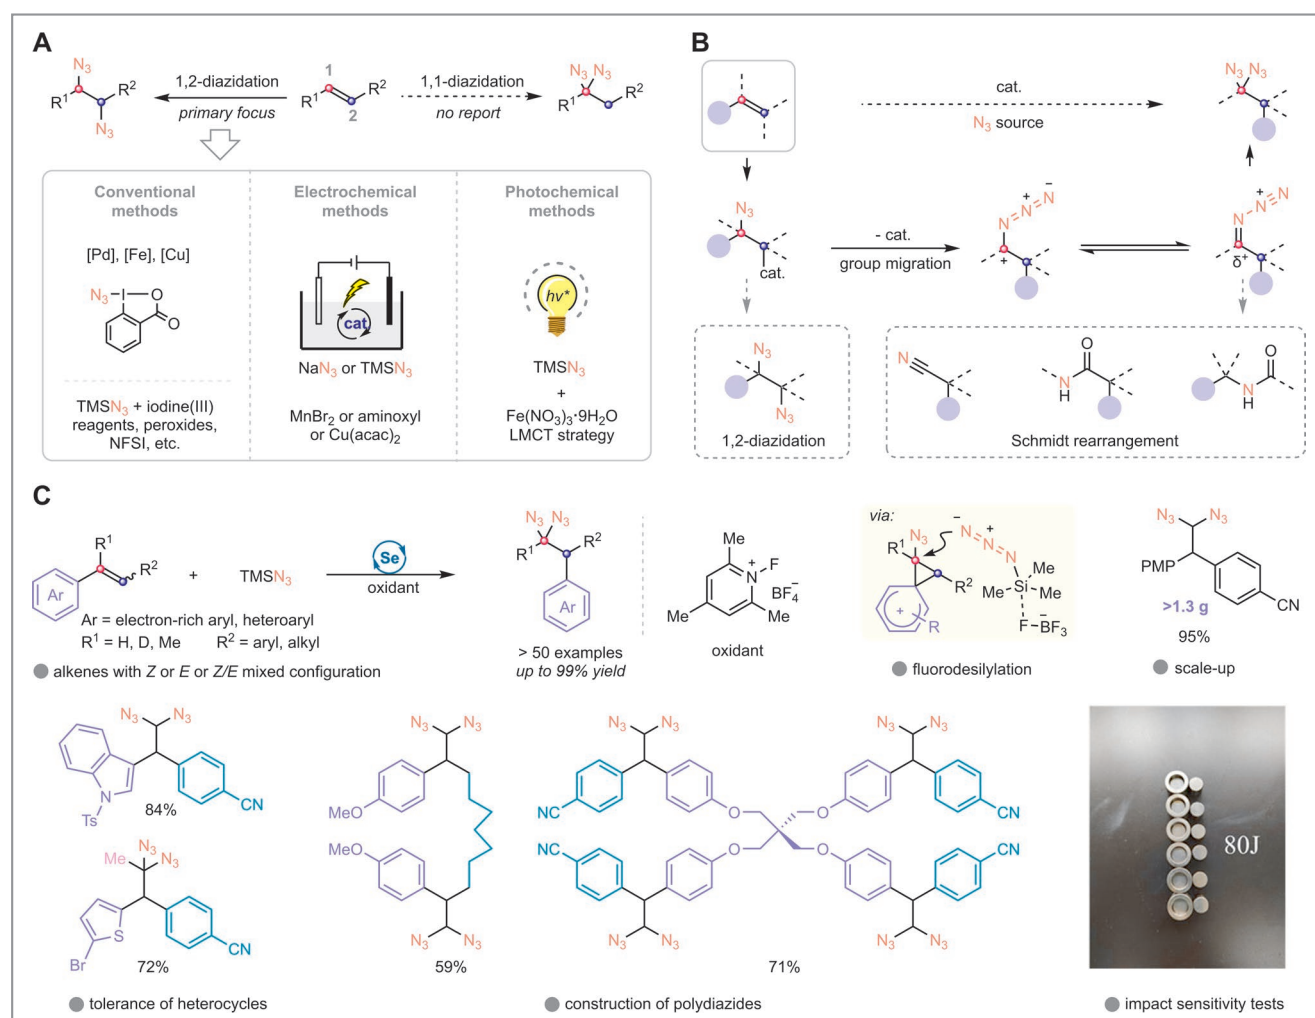 A
N3
R1
R2
N3
1,2-diazidation
primary focus
1
R1
R2
2
1,1-diazidation
no report
N3 N3
R1
R2
Conventional
methods
[Pd], [Fe], [Cu]
N3 I O
O
TMSN3 + iodine(III)
reagents, peroxides,
NFSI, etc.
Electrochemical
methods
cat
NaN3 or TMSN3
MnBr2 or aminoxyl
or Cu(acac)2
Photochemical
methods
hv*
TMSN3
+
Fe(NO3)3·9H2O
LMCT strategy
B
cat.
N3 source
N3 N3
N3
cat.
- cat.
group migration
N=N=N
+ −
+
N=N=N
+ −
δ+
N3
N3
1,2-diazidation
N
O
N
H
O
N
H
Schmidt rearrangement
C
R1
R2
Ar
+ TMSN3
Se
oxidant
N3 N3
R1
R2
Ar
Ar = electron-rich aryl, heteroaryl
R1 = H, D, Me R2 = aryl, alkyl
alkenes with Z or E or Z/E mixed configuration
> 50 examples
up to 99% yield
Me
N+ F
BF4−
Me Me
oxidant
via:
N3
R1
R2
+
R
− +
N=N=N
Me Si Me
Me
F−BF3
fluorodesilylation
N3 N3
PMP
CN
>1.3 g
95%
scale-up
N3 N3
N
Ts
CN
84%
N3 N3
Me
S
Br
CN
72%
tolerance of heterocycles
N3 N3
MeO
MeO
N3 N3
59%
N3 N3
NC
O
O
N3 N3
CN
NC
O
O
CN
N3 N3
N3 N3
71%
construction of polydiazides
80J
impact sensitivity tests